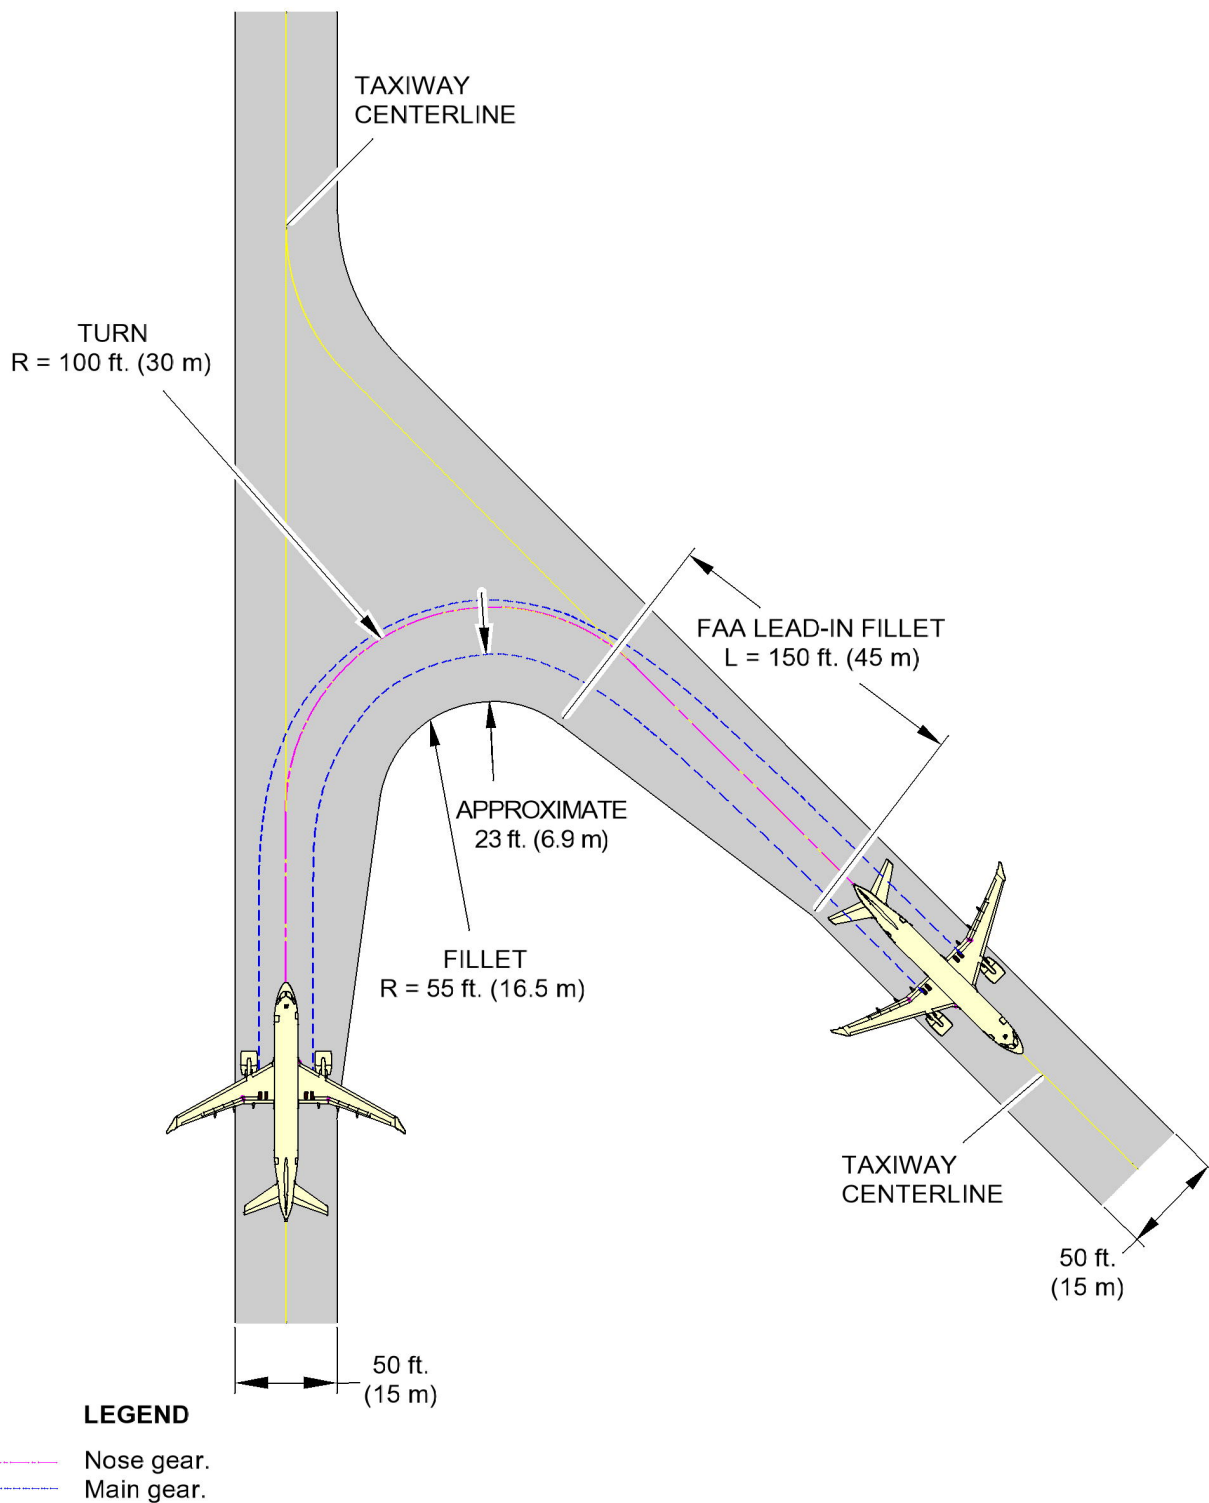 TAXIWAY
CENTERLINE
TURN
R = 100 ft. (30 m)
FAA LEAD-IN FILLET
L = 150 ft. (45 m)
APPROXIMATE
23 ft. (6.9 m)
FILLET
R = 55 ft. (16.5 m)
TAXIWAY
CENTERLINE
50 ft.
(15 m)
50 ft.
(15 m)
LEGEND
Nose gear.
Main gear.